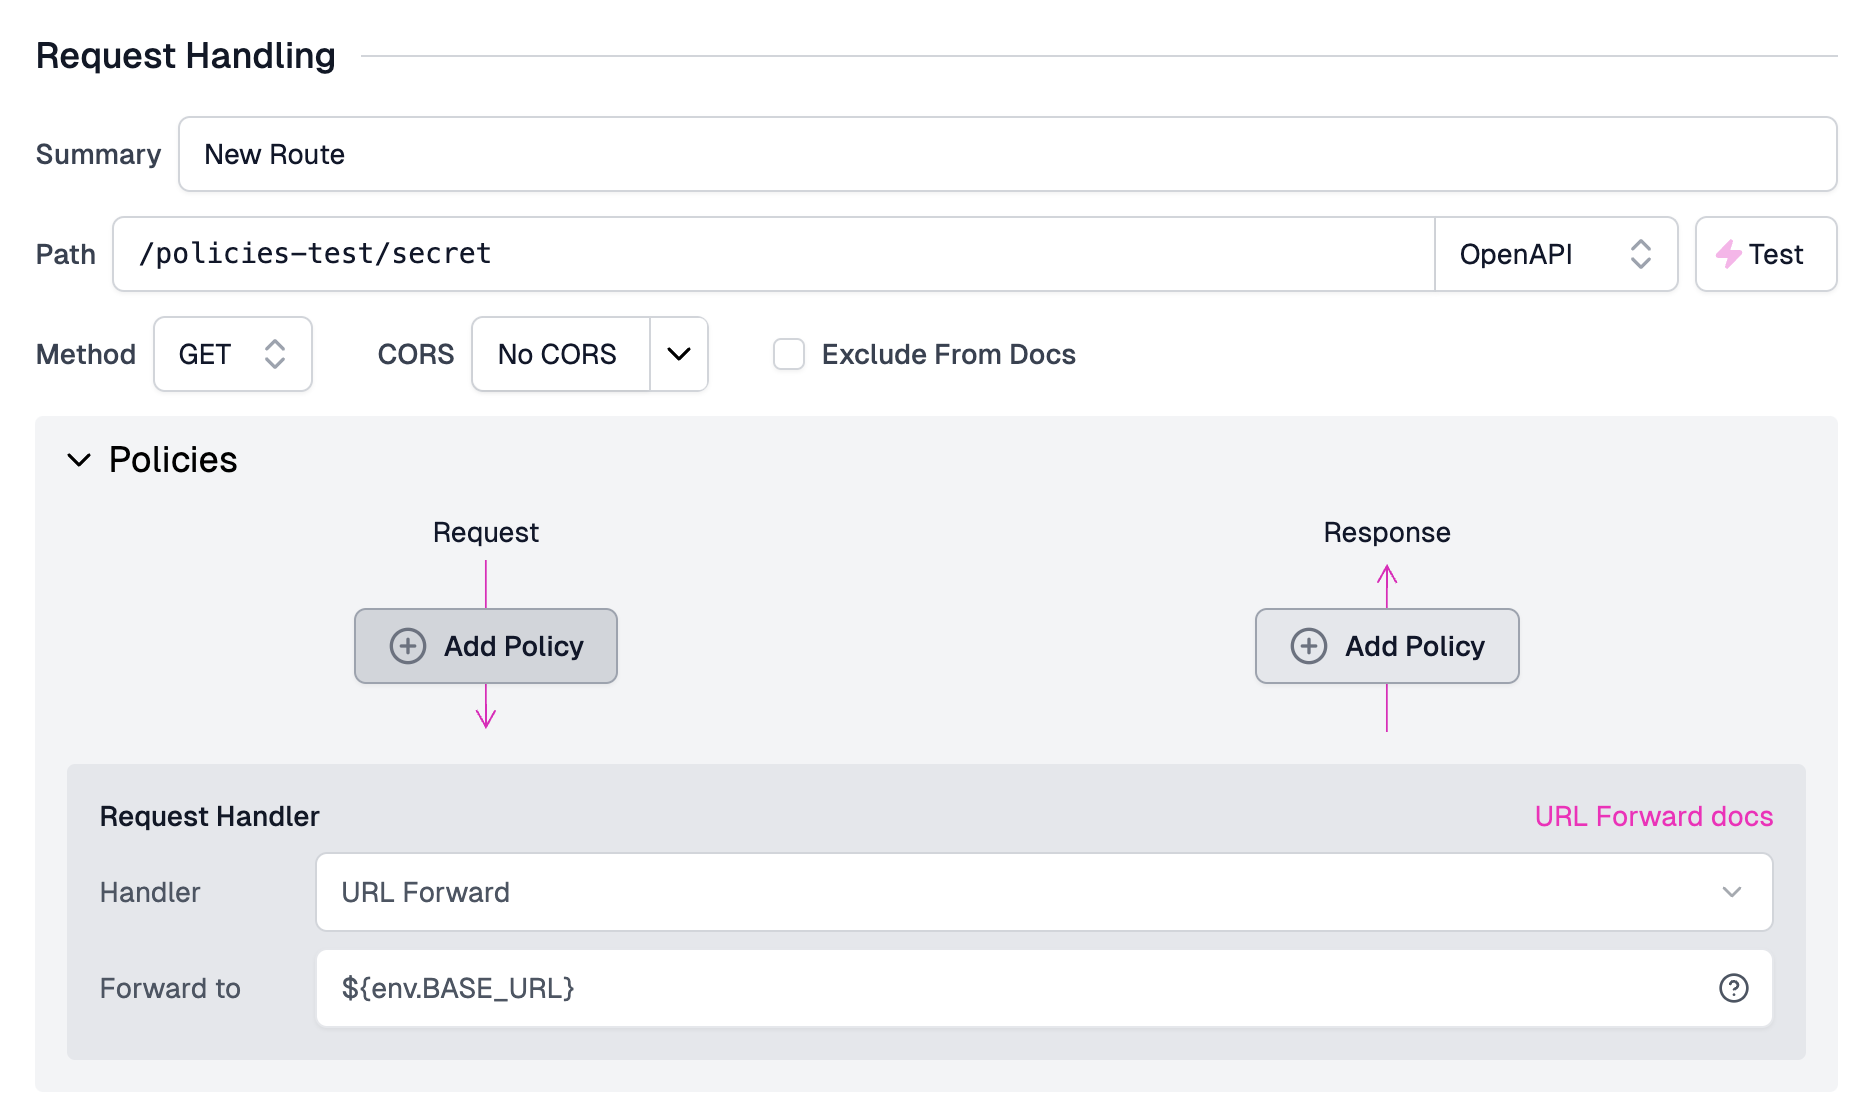 Request Handling
Summary New Route
Path /policies-test/secret OpenAPI Test
Method GET CORS No CORS Exclude From Docs
Policies
Request Response
Add Policy Add Policy
Request Handler URL Forward docs
Handler URL Forward
Forward to ${env.BASE_URL}